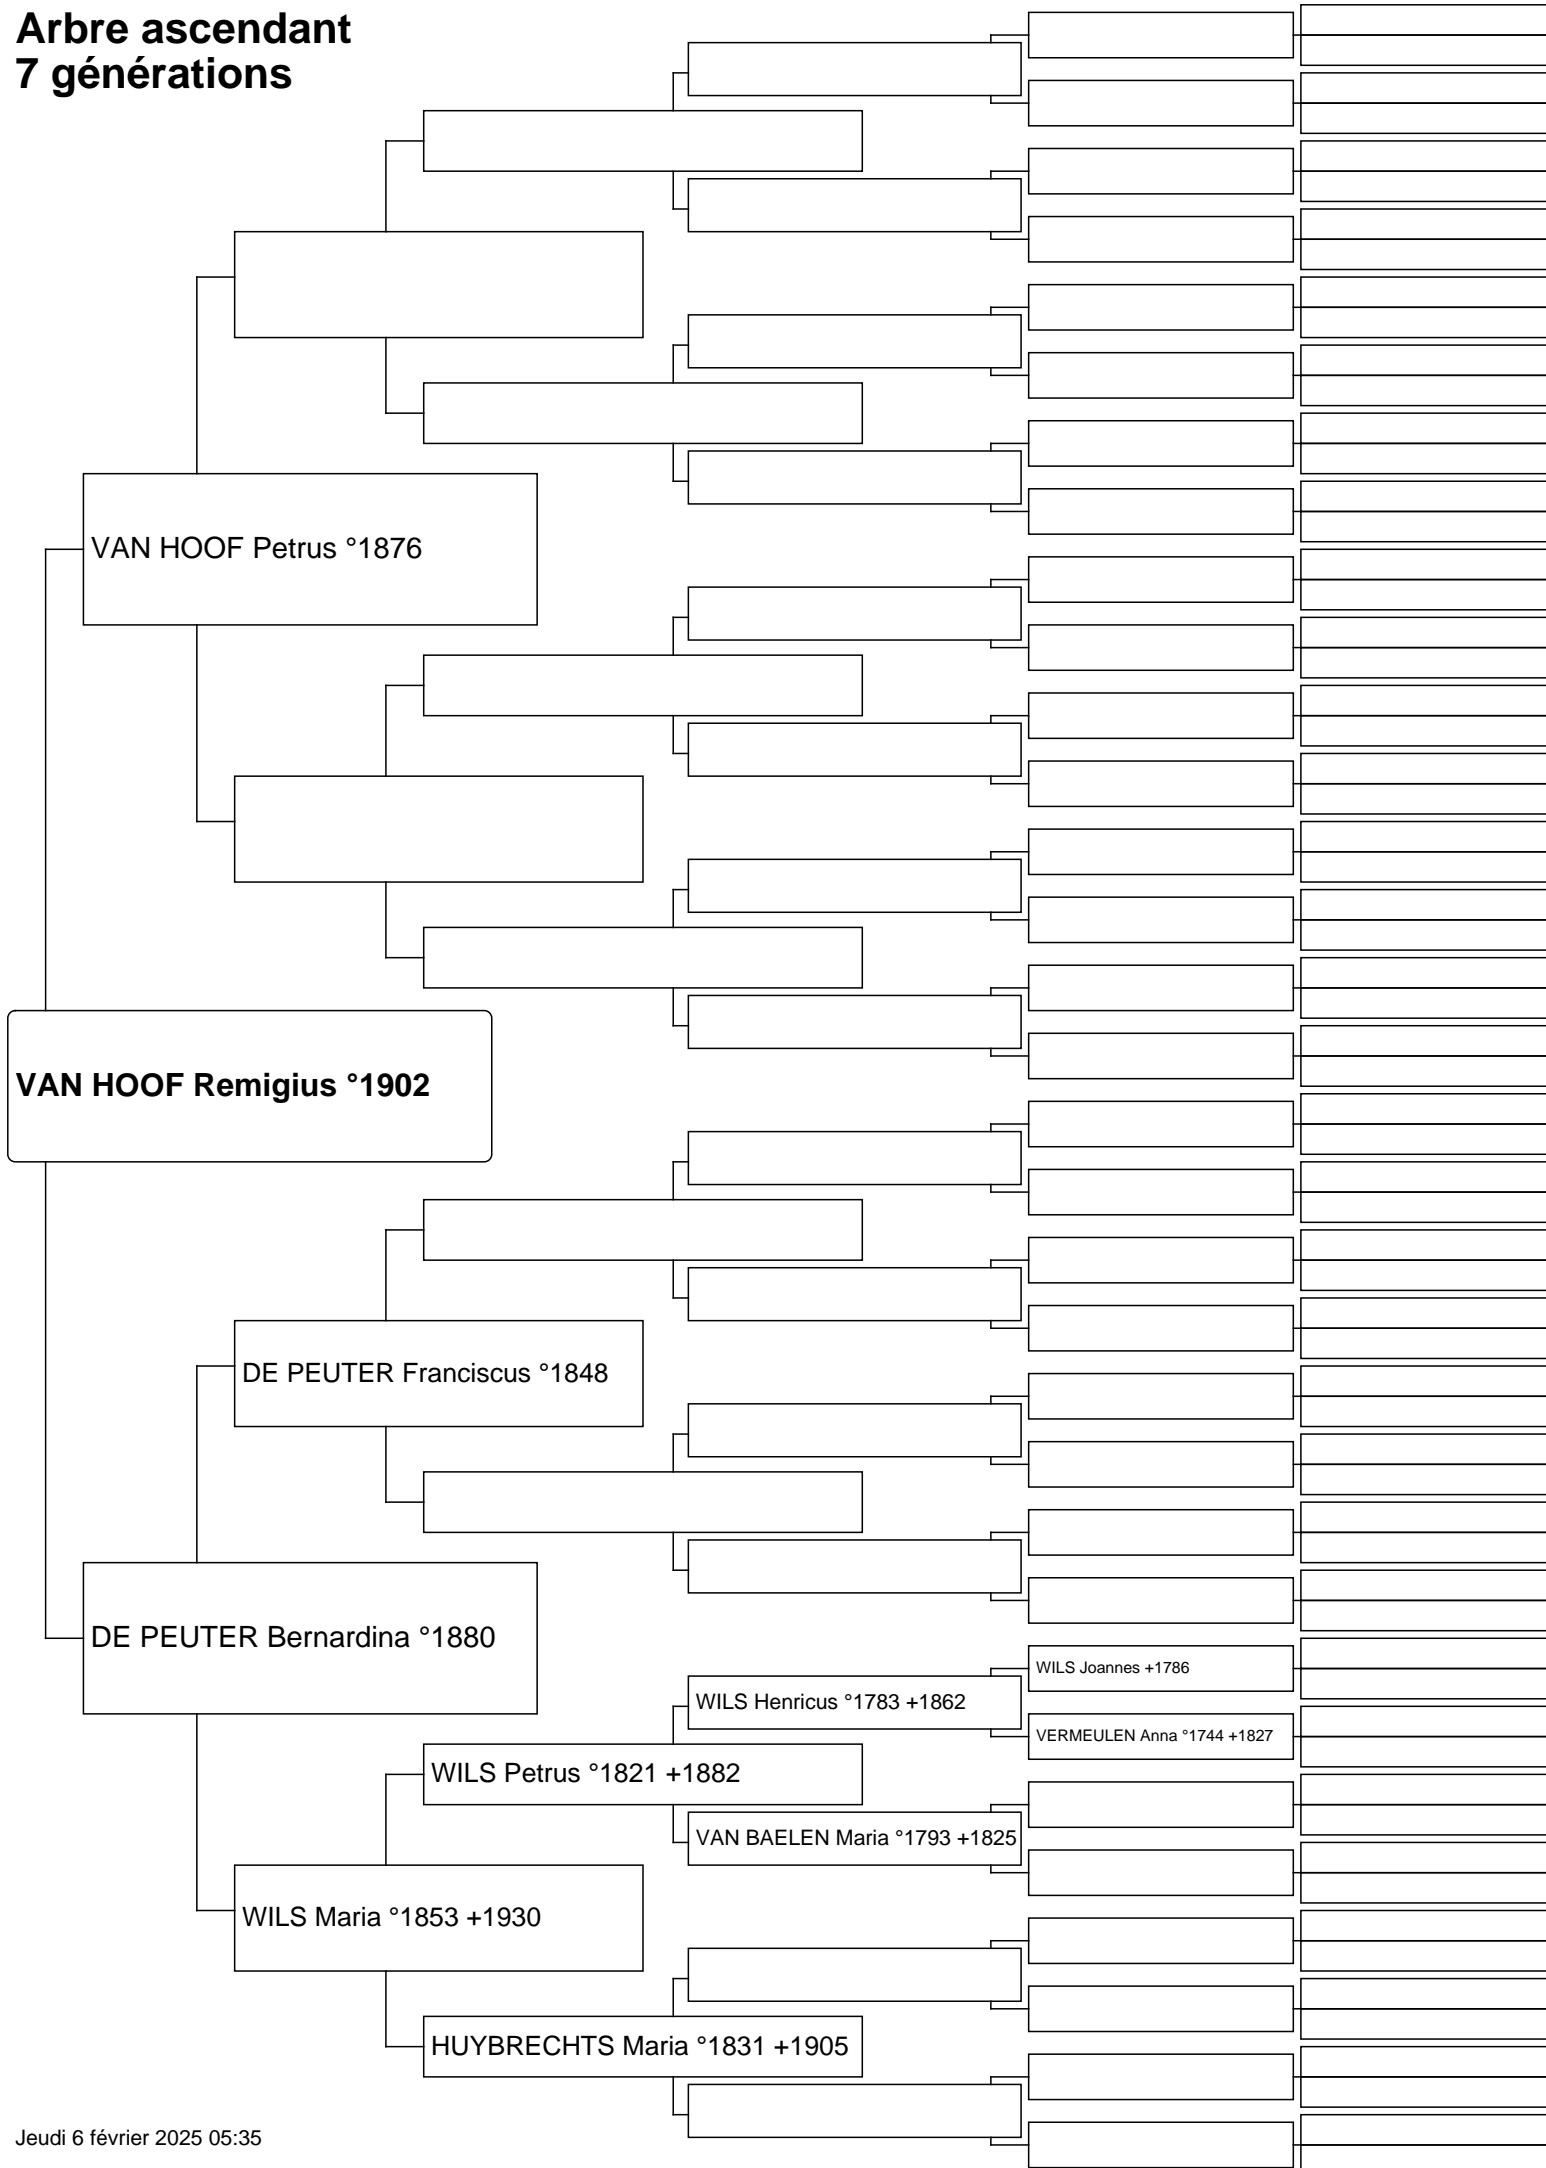 Arbre ascendant
7 générations
VAN HOOF Petrus °1876
VAN HOOF Remigius °1902
DE PEUTER Franciscus °1848
DE PEUTER Bernardina °1880
WILS Joannes +1786
WILS Henricus °1783 +1862
VERMEULEN Anna °1744 +1827
WILS Petrus °1821 +1882
VAN BAELEN Maria °1793 +1825
WILS Maria °1853 +1930
HUYBRECHTS Maria °1831 +1905
Jeudi 6 février 2025 05:35